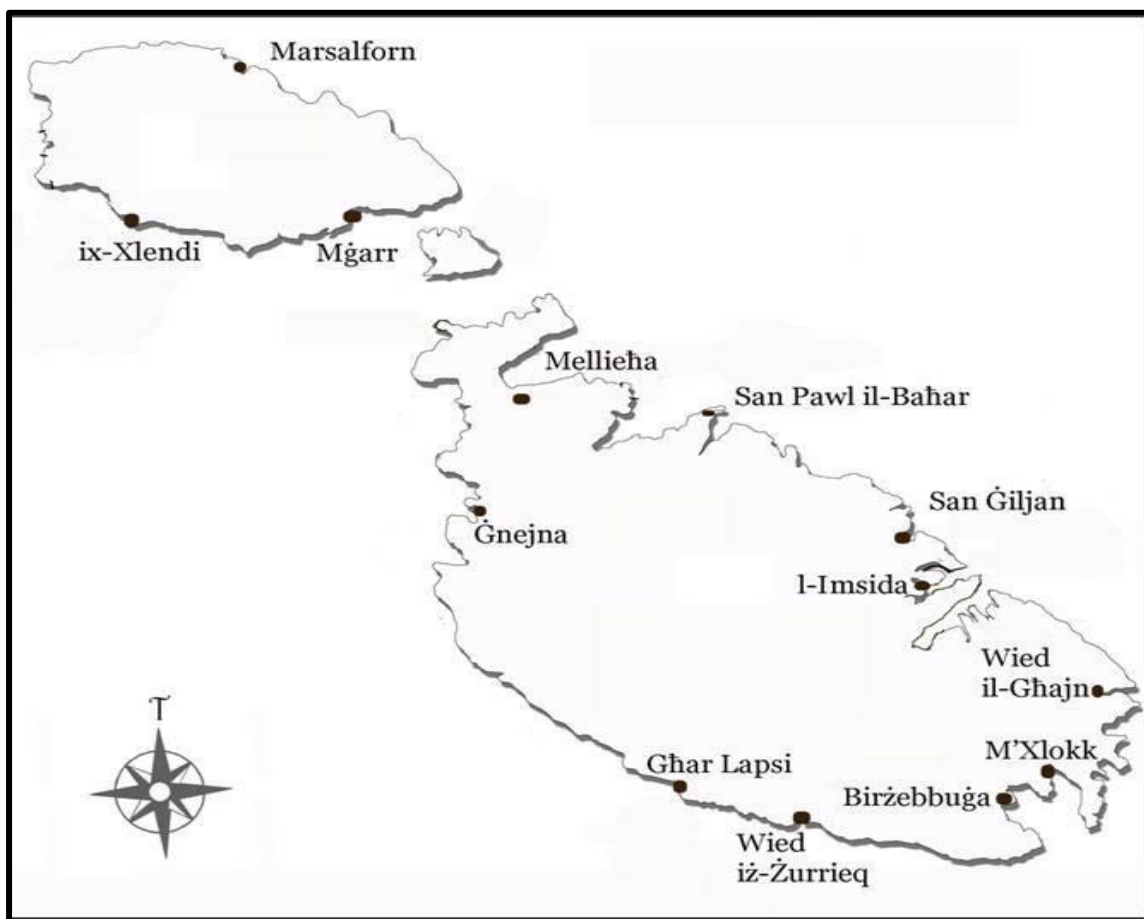 Marsalforn
ix-Xlendi
Mġarr
Mellieħa
San Pawl il-Baħar
Ġnejna
San Ġiljan
l-Imsida
Wied
il-Għajn
T
Għar Lapsi
M'Xlokk
Birżebbuġa
Wied
iż-Żurrieq